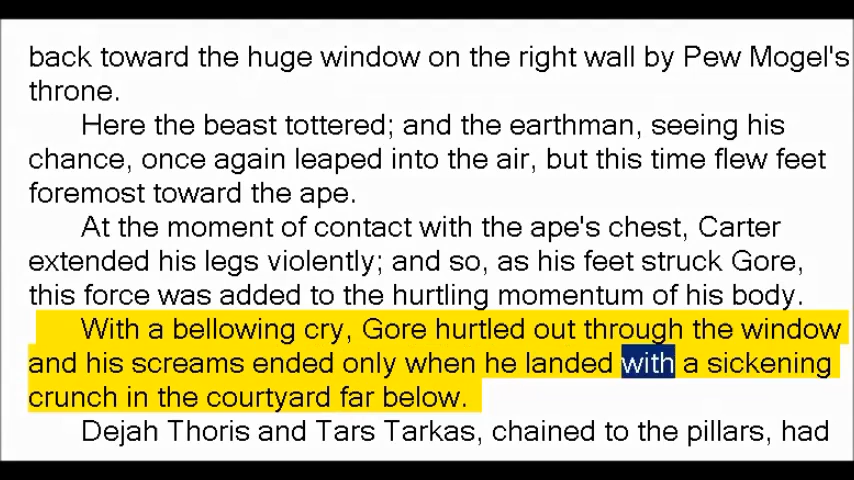 back toward the huge window on the right wall by Pew Mogel's
throne.
Here the beast tottered; and the earthman, seeing his
chance, once again leaped into the air, but this time flew feet
foremost toward the ape.
At the moment of contact with the ape's chest, Carter
extended his legs violently; and so, as his feet struck Gore,
this force was added to the hurtling momentum of his body.
With a bellowing cry, Gore hurtled out through the window
and his screams ended only when he landed with a sickening
crunch in the courtyard far below.
Dejah Thoris and Tars Tarkas, chained to the pillars, had